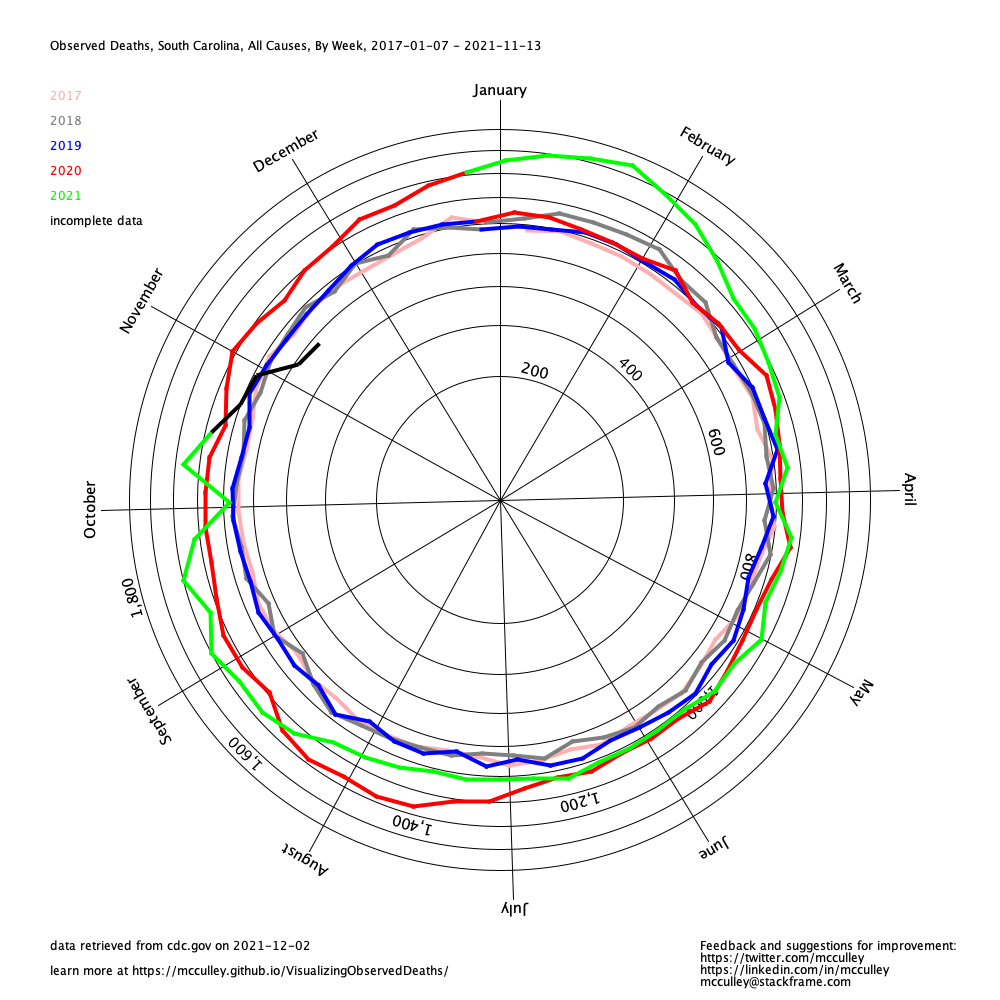 Observed Deaths, South Carolina, All Causes, By Week, 2017-01-07 - 2021-11-13
January
2017
2018
2019
2020
2021
incomplete data
December
February
November
March
200
400
600
October
April
800
1,800
May
September
1,000
1,600
1,200
1,400
June
August
July
data retrieved from cdc.gov on 2021-12-02
learn more at https://mcculley.github.io/VisualizingObservedDeaths/
Feedback and suggestions for improvement:
https://twitter.com/mcculley
https://linkedin.com/in/mcculley
mcculley@stackframe.com